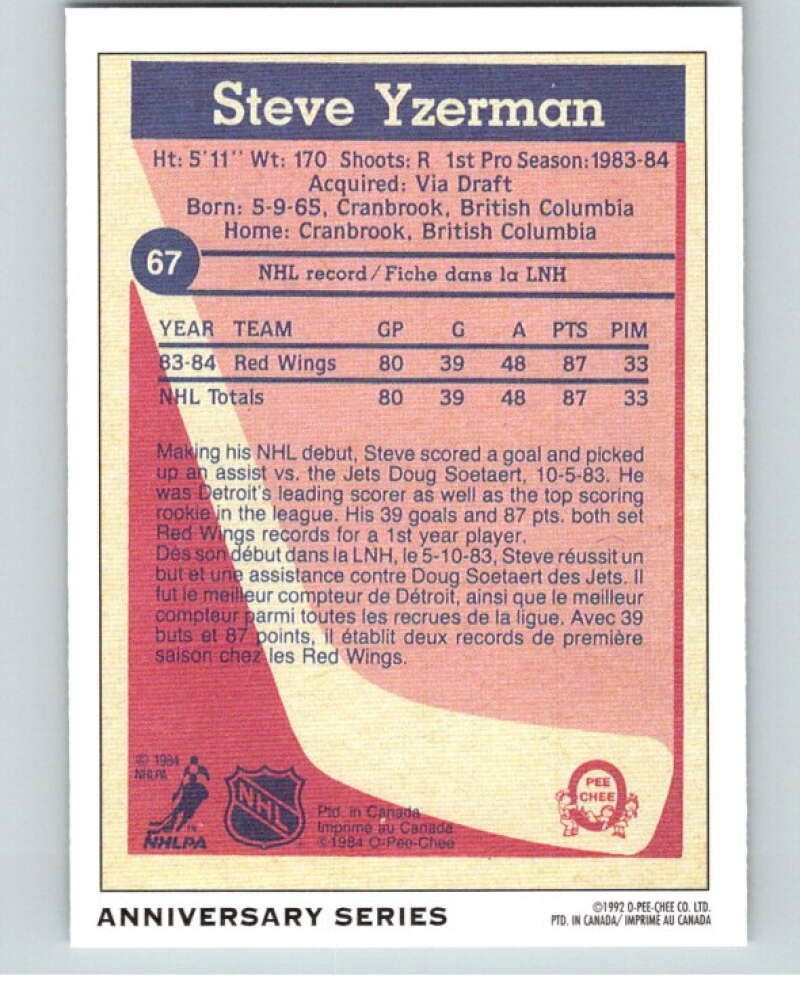 Steve Yzerman
Ht: 5'11" Wt: 170 Shoots: R 1st Pro Season: 1983-84
Acquired: Via Draft
Born: 5-9-65, Cranbrook, British Columbia
Home: Cranbrook, British Columbia
67
NHL record/Fiche dans la LNH
YEAR TEAM GP G A PTS PIM
83-84 Red Wings 80 39 48 87 33
NHL Totals 80 39 48 87 33
Making his NHL debut, Steve scored a goal and picked
up an assist vs. the Jets Doug Soetaert, 10-5-83. He
was Detroit's leading scorer as well as the top scoring
rookie in the league. His 39 goals and 87 pts. both set
Red Wings records for a 1st year player.
Dès son début dans la LNH, le 5-10-83, Steve réussit un
but et une assistance contre Doug Soetaert des Jets. Il
fut le meilleur compteur de Détroit, ainsi que le meilleur
compteur parmi toutes les recrues de la ligue. Avec 39
buts et 87 points, il établit deux records de première
saison chez les Red Wings.
© 1984
NHLPA
NHLPA
NHL
Ptd. in Canada
Imprimé au Canada
©1984 O-Pee-Chee
PEE
CHEE
ANNIVERSARY SERIES
©1992 O-PEE-CHEE CO. LTD.
PTD. IN CANADA/ IMPRIMÉ AU CANADA